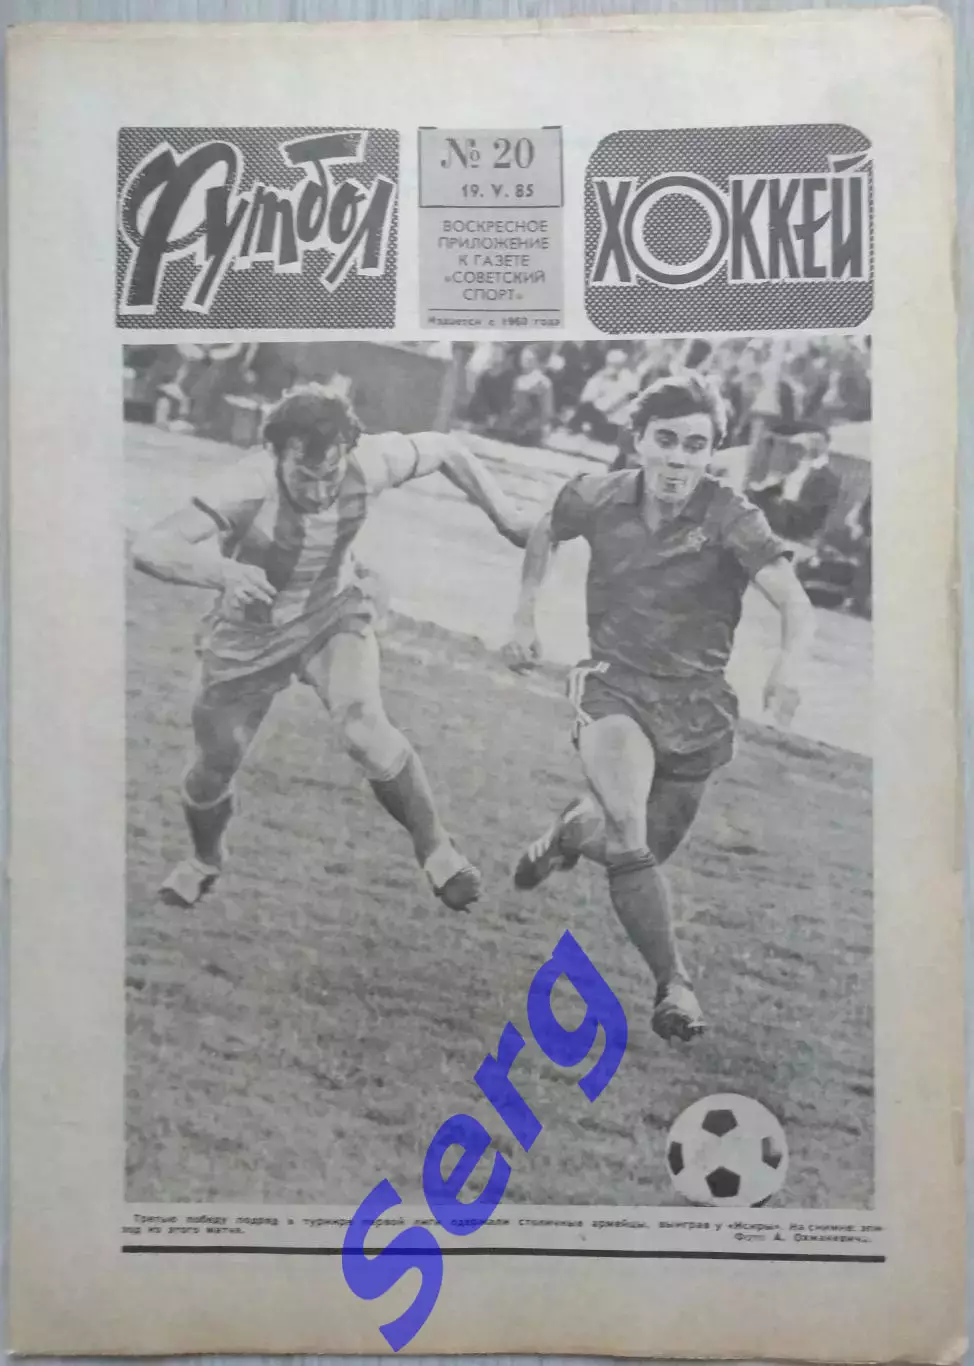 Футбол
№ 20
19. V. 85
ВОСКРЕСНОЕ
ПРИЛОЖЕНИЕ
К ГАЗЕТЕ
«СОВЕТСКИЙ
СПОРТ»
Издается с 1960 года
ХОККЕЙ
Третью победу подряд в турнире первой лиги одержали столичные армейцы, выиграв у «Искры». На снимке: эпи-
зод из этого матча.
Фото А. Охманевича.
Serg